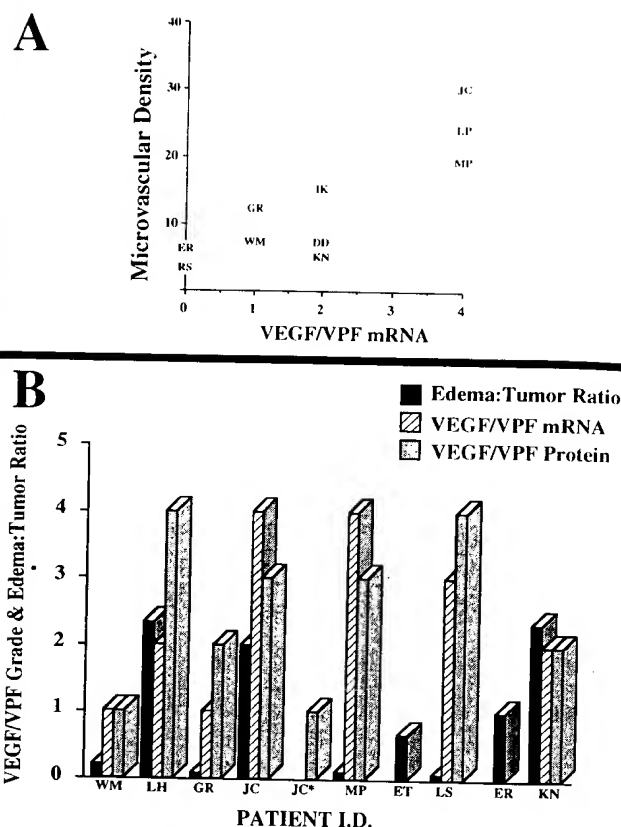 A
Microvascular Density
40
30
20
10
JC
LP
MP
IK
GR
WM
DD
KN
ER
RS
0 1 2 3 4
VEGF/VPF mRNA
B
Edema:Tumor Ratio
VEGF/VPF mRNA
VEGF/VPF Protein
VEGF/VPF Grade & Edema:Tumor Ratio
5
4
3
2
1
0
WM LH GR JC JC* MP ET LS ER KN
PATIENT I.D.